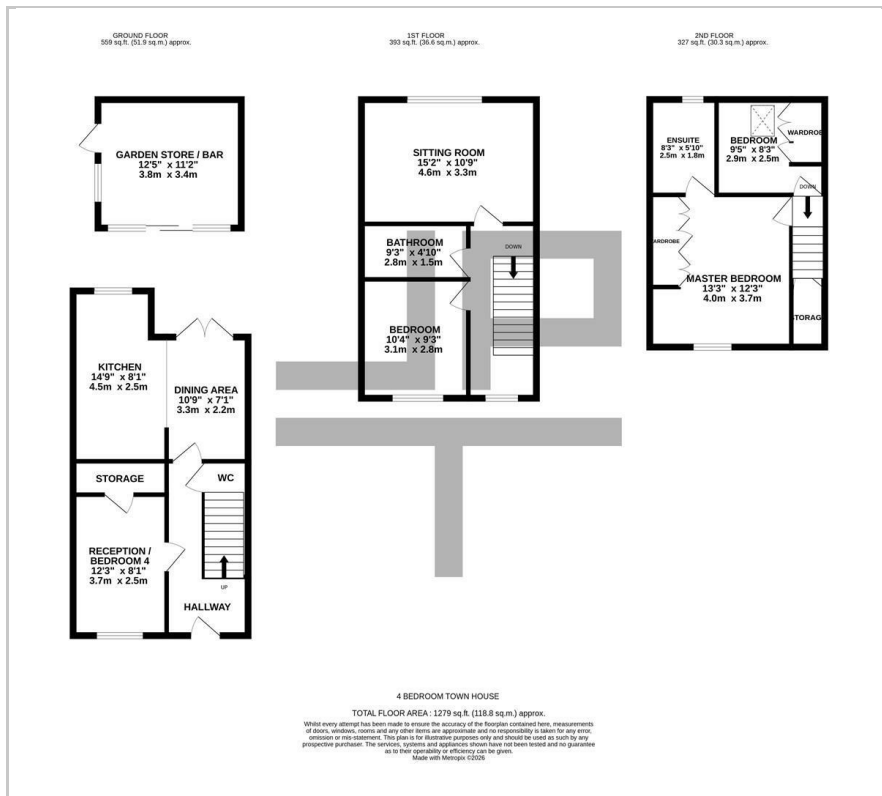 GROUND FLOOR
559 sq.ft. (51.9 sq.m.) approx.
1ST FLOOR
393 sq.ft. (36.6 sq.m.) approx.
2ND FLOOR
327 sq.ft. (30.3 sq.m.) approx.
GARDEN STORE / BAR
12'5" x 11'2"
3.8m x 3.4m
KITCHEN
14'9" x 8'1"
4.5m x 2.5m
DINING AREA
10'9" x 7'1"
3.3m x 2.2m
STORAGE
WC
RECEPTION /
BEDROOM 4
12'3" x 8'1"
3.7m x 2.5m
UP
HALLWAY
SITTING ROOM
15'2" x 10'9"
4.6m x 3.3m
BATHROOM
9'3" x 4'10"
2.8m x 1.5m
DOWN
BEDROOM
10'4" x 9'3"
3.1m x 2.8m
ENSUITE
8'3" x 5'10"
2.5m x 1.8m
BEDROOM
9'5" x 8'3"
2.9m x 2.5m
WARDROBE
DOWN
ARDROBE
MASTER BEDROOM
13'3" x 12'3"
4.0m x 3.7m
STORAG
4 BEDROOM TOWN HOUSE
TOTAL FLOOR AREA : 1279 sq.ft. (118.8 sq.m.) approx.
Whilst every attempt has been made to ensure the accuracy of the floorplan contained here, measurements
of doors, windows, rooms and any other items are approximate and no responsibility is taken for any error,
omission or mis-statement. This plan is for illustrative purposes only and should be used as such by any
prospective purchaser. The services, systems and appliances shown have not been tested and no guarantee
as to their operability or efficiency can be given.
Made with Metropix ©2026